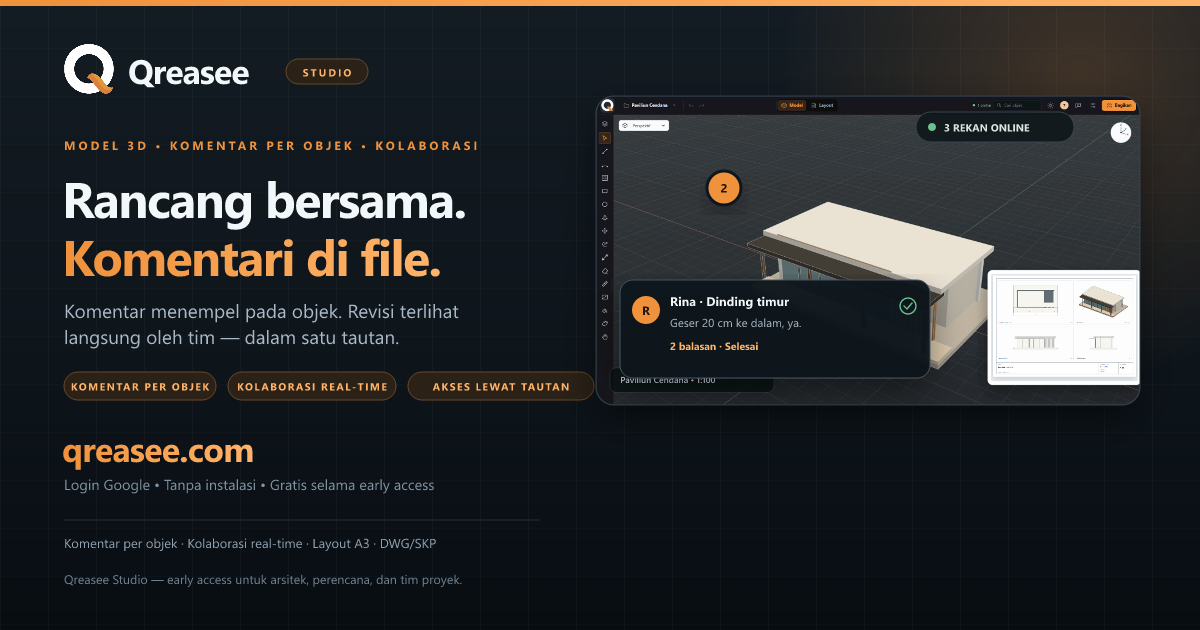 Qreasee
STUDIO
MODEL 3D • KOMENTAR PER OBJEK • KOLABORASI
Rancang bersama.
Komentari di file.
Komentar menempel pada objek. Revisi terlihat
langsung oleh tim — dalam satu tautan.
KOMENTAR PER OBJEK
KOLABORASI REAL-TIME
AKSES LEWAT TAUTAN
qreasee.com
Login Google • Tanpa instalasi • Gratis selama early access
Komentar per objek · Kolaborasi real-time · Layout A3 · DWG/SKP
Qreasee Studio — early access untuk arsitek, perencana, dan tim proyek.
Paviliun Cendana
Model
Layout
Bagikan
Perspektif
3 REKAN ONLINE
2
R
Rina · Dinding timur
Geser 20 cm ke dalam, ya.
2 balasan · Selesai
Paviliun Cendana • 1:100